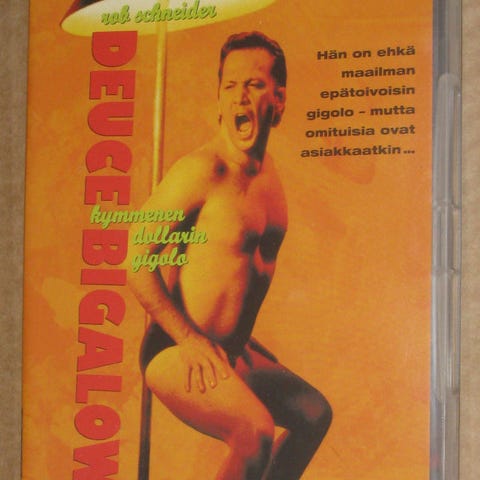 rob schneider
DEUCE BIGALOW
kymmenen
dollarin
gigolo
Hän on ehkä
maailman
epätoivoisin
gigolo – mutta
omituisia ovat
asiakkaatkin...